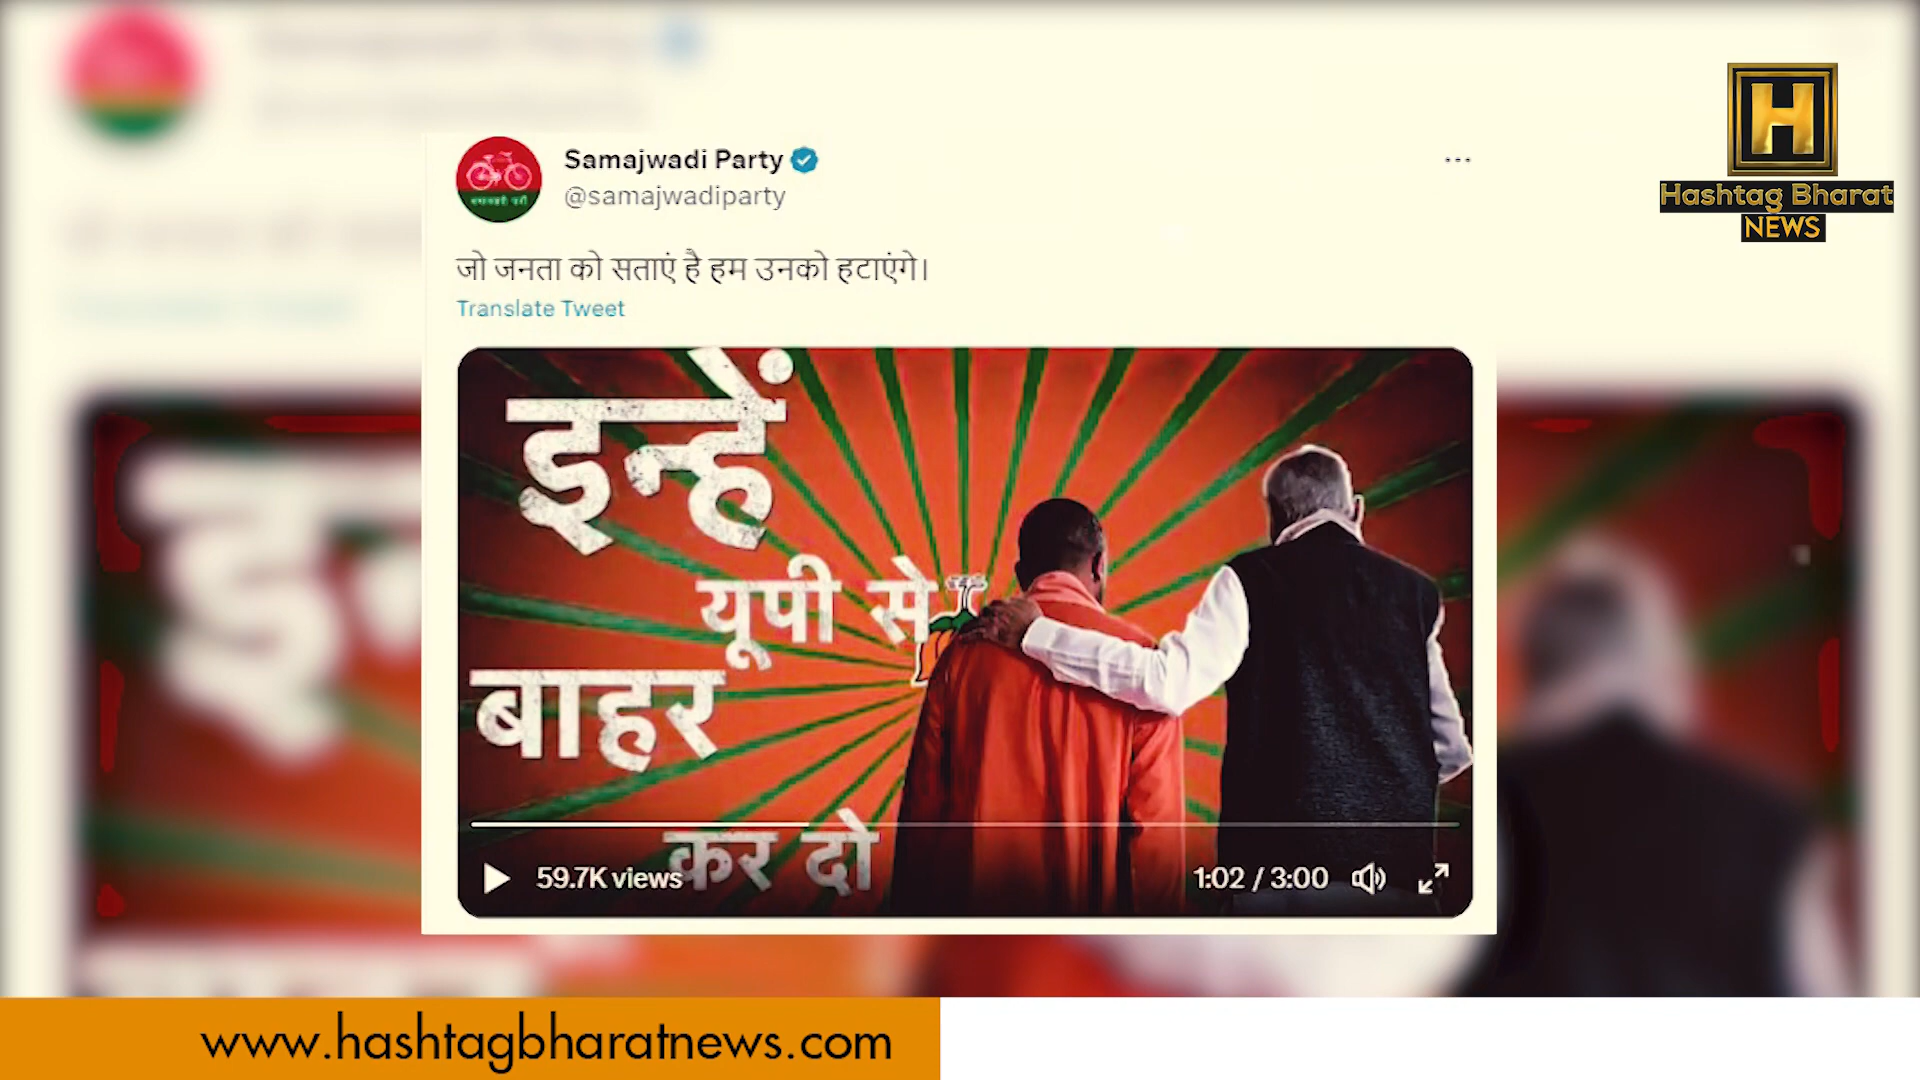 Samajwadi Party
@samajwadiparty
जो जनता को सताएं है हम उनको हटाएंगे।
Translate Tweet
इन्हें
यूपी से
बाहर
कर दो
59.7K views
1:02 / 3:00
H
Hashtag Bharat
NEWS
www.hashtagbharatnews.com